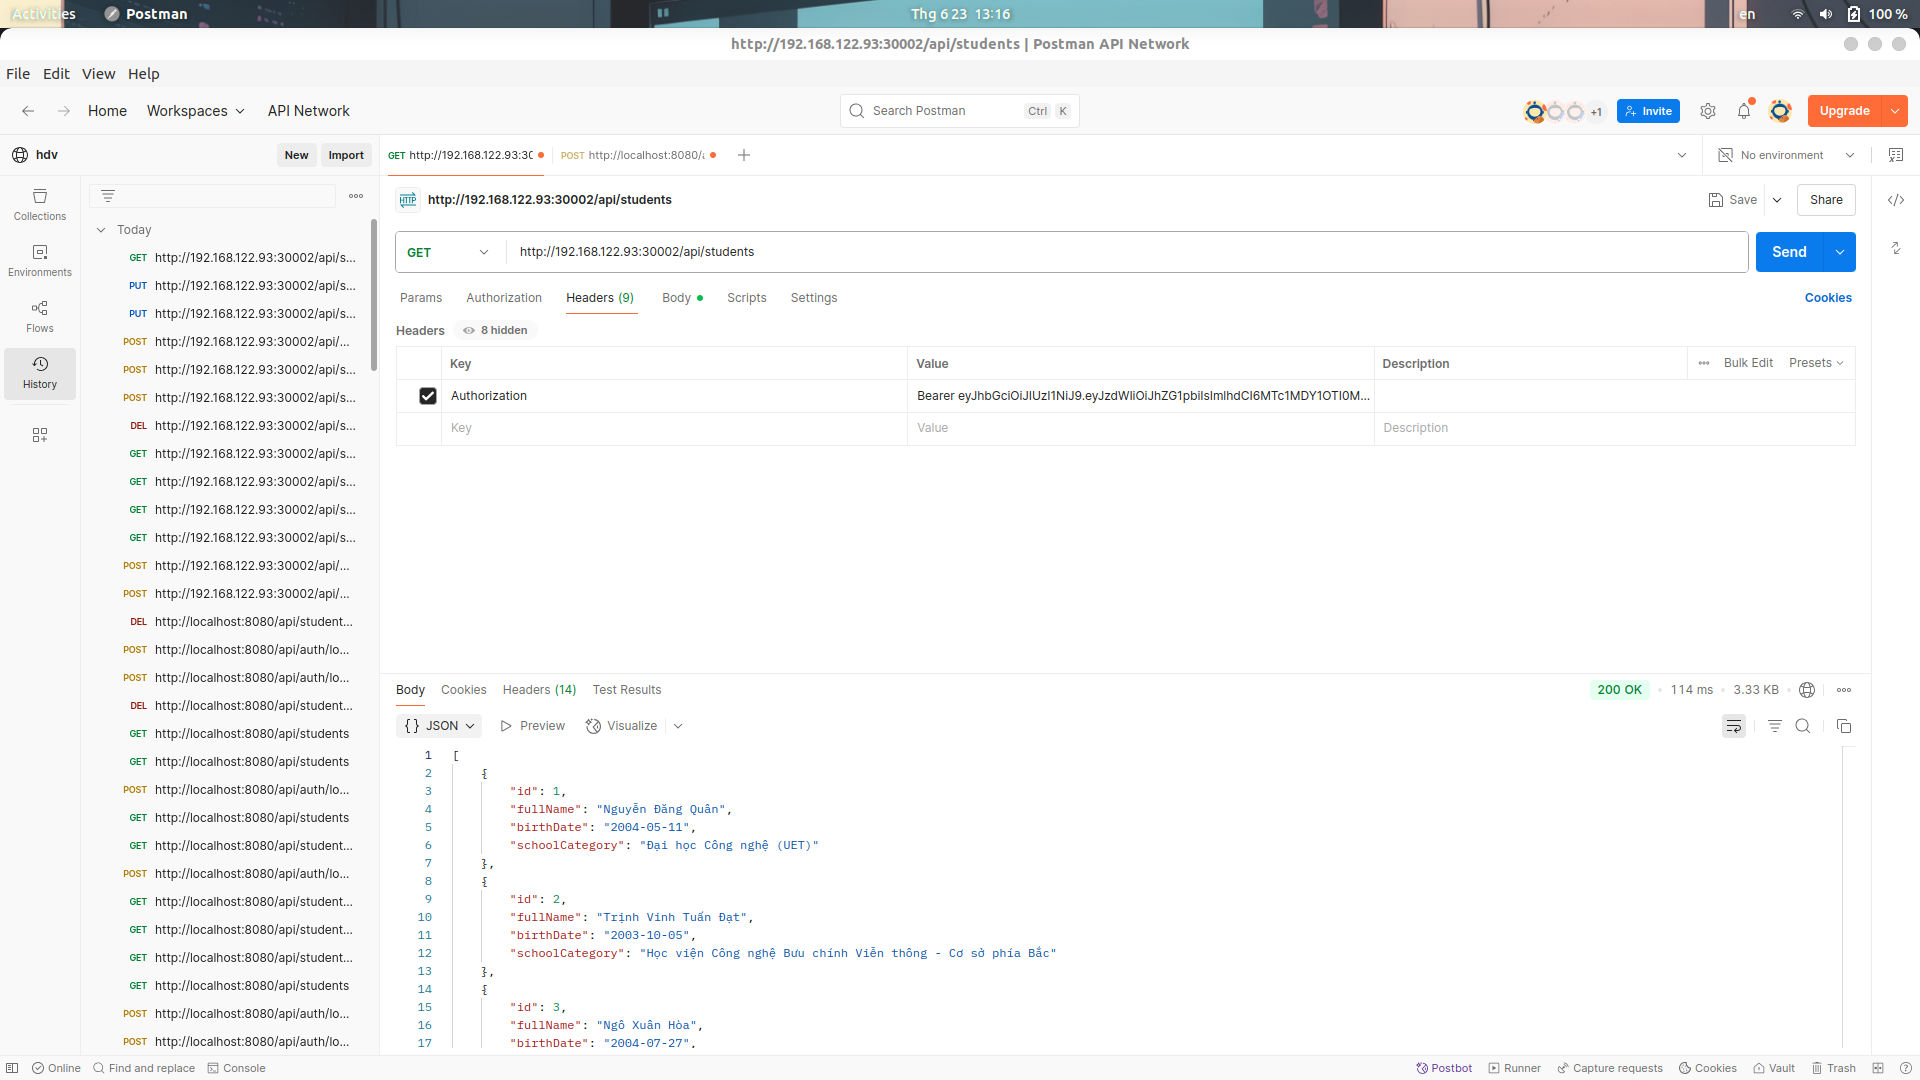 Activities Postman Thg 6 23 13:16 en 100 %
http://192.168.122.93:30002/api/students | Postman API Network
File Edit View Help
Home Workspaces API Network Search Postman Ctrl K +1 Invite Upgrade
hdv New Import GET http://192.168.122.93:30 POST http://localhost:8080/ No environment
Collections
Environments
Flows
History
Today
GET http://192.168.122.93:30002/api/s...
PUT http://192.168.122.93:30002/api/s...
PUT http://192.168.122.93:30002/api/s...
POST http://192.168.122.93:30002/api/...
POST http://192.168.122.93:30002/api/s...
POST http://192.168.122.93:30002/api/s...
DEL http://192.168.122.93:30002/api/s...
GET http://192.168.122.93:30002/api/s...
GET http://192.168.122.93:30002/api/s...
GET http://192.168.122.93:30002/api/s...
GET http://192.168.122.93:30002/api/s...
POST http://192.168.122.93:30002/api/...
POST http://192.168.122.93:30002/api/...
DEL http://localhost:8080/api/student...
POST http://localhost:8080/api/auth/lo...
POST http://localhost:8080/api/auth/lo...
DEL http://localhost:8080/api/student...
GET http://localhost:8080/api/students
GET http://localhost:8080/api/students
POST http://localhost:8080/api/auth/lo...
GET http://localhost:8080/api/students
GET http://localhost:8080/api/student...
POST http://localhost:8080/api/auth/lo...
GET http://localhost:8080/api/student...
GET http://localhost:8080/api/student...
GET http://localhost:8080/api/student...
GET http://localhost:8080/api/students
POST http://localhost:8080/api/auth/lo...
POST http://localhost:8080/api/auth/lo...
HTTP http://192.168.122.93:30002/api/students Save Share
GET http://192.168.122.93:30002/api/students Send
Params Authorization Headers (9) Body Scripts Settings Cookies
Headers 8 hidden
Key Value Description Bulk Edit Presets
Authorization Bearer eyJhbGciOiJIUzI1NiJ9.eyJzdWIiOiJhZG1pbiIsImlhdCI6MTc1MDY1OTI0M...
Key Value Description
Body Cookies Headers (14) Test Results 200 OK 114 ms 3.33 KB
{} JSON Preview Visualize
1 [
2 {
3 "id": 1,
4 "fullName": "Nguyễn Đăng Quân",
5 "birthDate": "2004-05-11",
6 "schoolCategory": "Đại học Công nghệ (UET)"
7 },
8 {
9 "id": 2,
10 "fullName": "Trịnh Vinh Tuấn Đạt",
11 "birthDate": "2003-10-05",
12 "schoolCategory": "Học viện Công nghệ Bưu chính Viễn thông - Cơ sở phía Bắc"
13 },
14 {
15 "id": 3,
16 "fullName": "Ngô Xuân Hòa",
17 "birthDate": "2004-07-27",
Online Find and replace Console Postbot Runner Capture requests Cookies Vault Trash